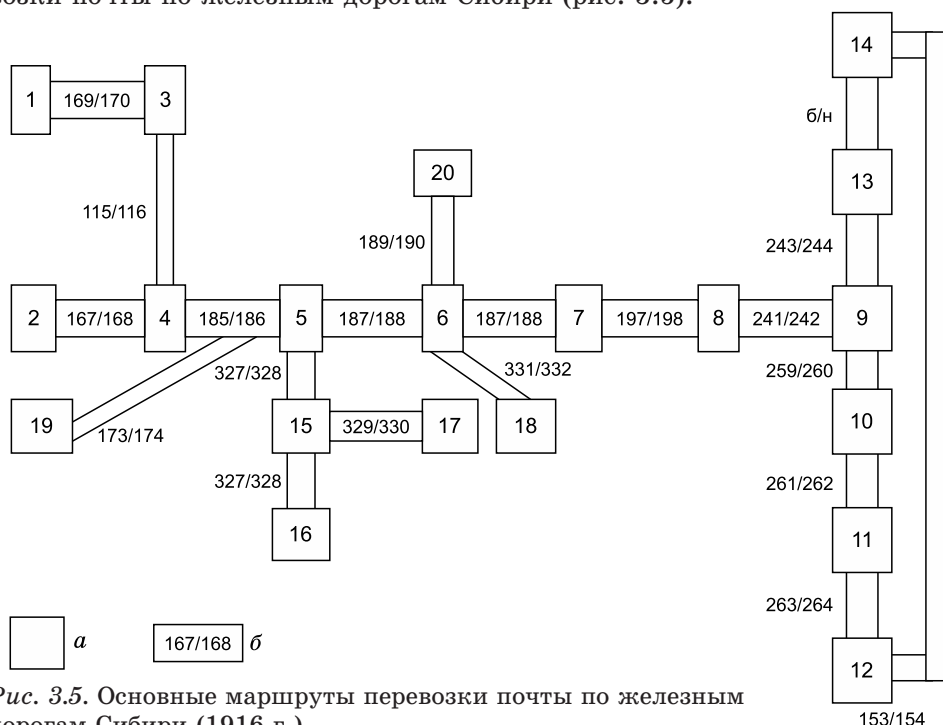 возки почты по железным дорогам Сибири (рис. 3.5).
14
1 169/170 3
б/н
20
13
115/116
189/190
243/244
2 167/168 4 185/186 5 187/188 6 187/188 7 197/198 8 241/242 9
327/328 331/332 259/260
19 173/174 15 329/330 17 18 10
327/328 261/262
16 11
263/264
а 167/168 б
12
Рис. 3.5. Основные маршруты перевозки почты по железным
дорогам Сибири (1916 г.)
153/154